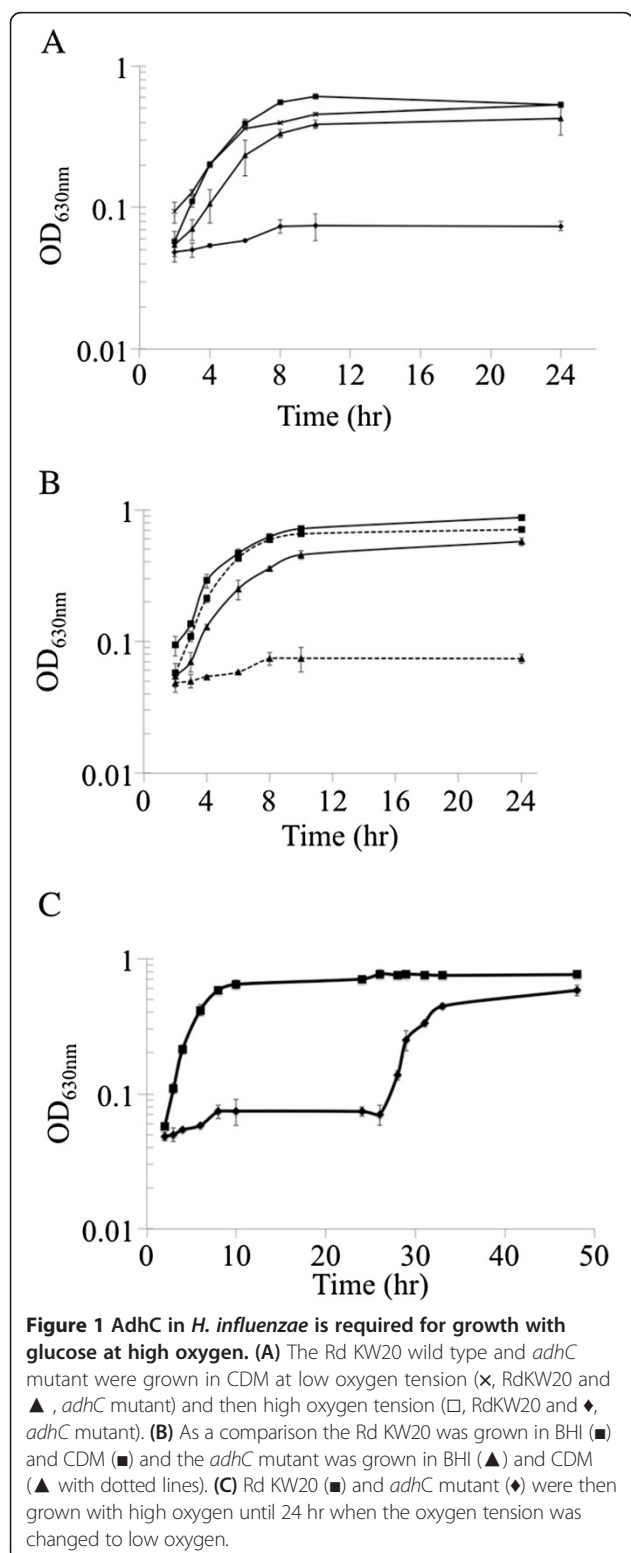 A
1
0.1
0.01
OD630nm
0 4 8 12 16 20 24
Time (hr)
B
1
0.1
0.01
OD630nm
0 4 8 12 16 20 24
Time (hr)
C
1
0.1
0.01
OD630nm
0 10 20 30 40 50
Time (hr)
Figure 1 AdhC in H. influenzae is required for growth with
glucose at high oxygen. (A) The Rd KW20 wild type and adhC
mutant were grown in CDM at low oxygen tension (×, RdKW20 and
▲ , adhC mutant) and then high oxygen tension (□, RdKW20 and ♦,
adhC mutant). (B) As a comparison the Rd KW20 was grown in BHI (■)
and CDM (■) and the adhC mutant was grown in BHI (▲) and CDM
(▲ with dotted lines). (C) Rd KW20 (■) and adhC mutant (♦) were then
grown with high oxygen until 24 hr when the oxygen tension was
changed to low oxygen.